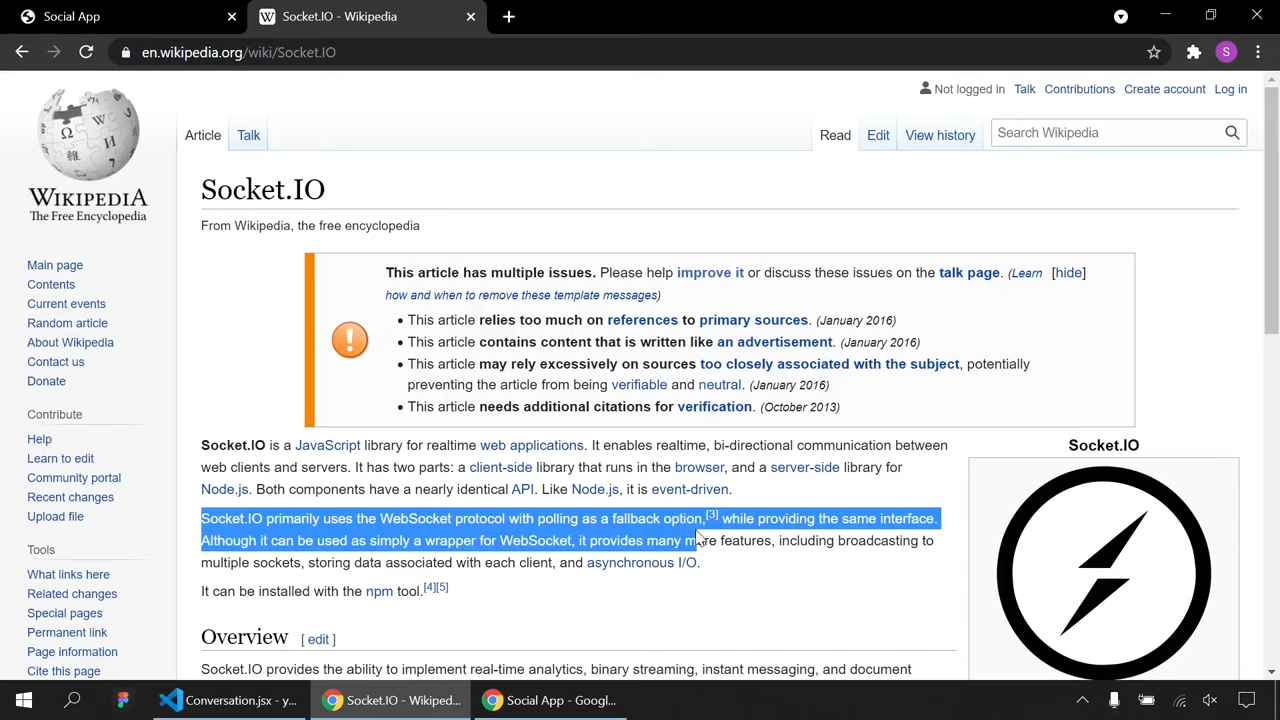 Social App
Socket.IO - Wikipedia
en.wikipedia.org/wiki/Socket.IO
S
Not logged in Talk Contributions Create account Log in
Article Talk Read Edit View history Search Wikipedia
WIKIPEDIA
The Free Encyclopedia
Main page
Contents
Current events
Random article
About Wikipedia
Contact us
Donate
Contribute
Help
Learn to edit
Community portal
Recent changes
Upload file
Tools
What links here
Related changes
Special pages
Permanent link
Page information
Cite this page
Socket.IO
From Wikipedia, the free encyclopedia
This article has multiple issues. Please help improve it or discuss these issues on the talk page. (Learn [hide]
how and when to remove these template messages)
• This article relies too much on references to primary sources. (January 2016)
• This article contains content that is written like an advertisement. (January 2016)
• This article may rely excessively on sources too closely associated with the subject, potentially
preventing the article from being verifiable and neutral. (January 2016)
• This article needs additional citations for verification. (October 2013)
Socket.IO is a JavaScript library for realtime web applications. It enables realtime, bi-directional communication between
web clients and servers. It has two parts: a client-side library that runs in the browser, and a server-side library for
Node.js. Both components have a nearly identical API. Like Node.js, it is event-driven.
Socket.IO primarily uses the WebSocket protocol with polling as a fallback option,[3] while providing the same interface.
Although it can be used as simply a wrapper for WebSocket, it provides many more features, including broadcasting to
multiple sockets, storing data associated with each client, and asynchronous I/O.
It can be installed with the npm tool.[4][5]
Overview [ edit ]
Socket.IO provides the ability to implement real-time analytics, binary streaming, instant messaging, and document
Socket.IO
Conversation.jsx - y...
Socket.IO - Wikiped...
Social App - Googl...